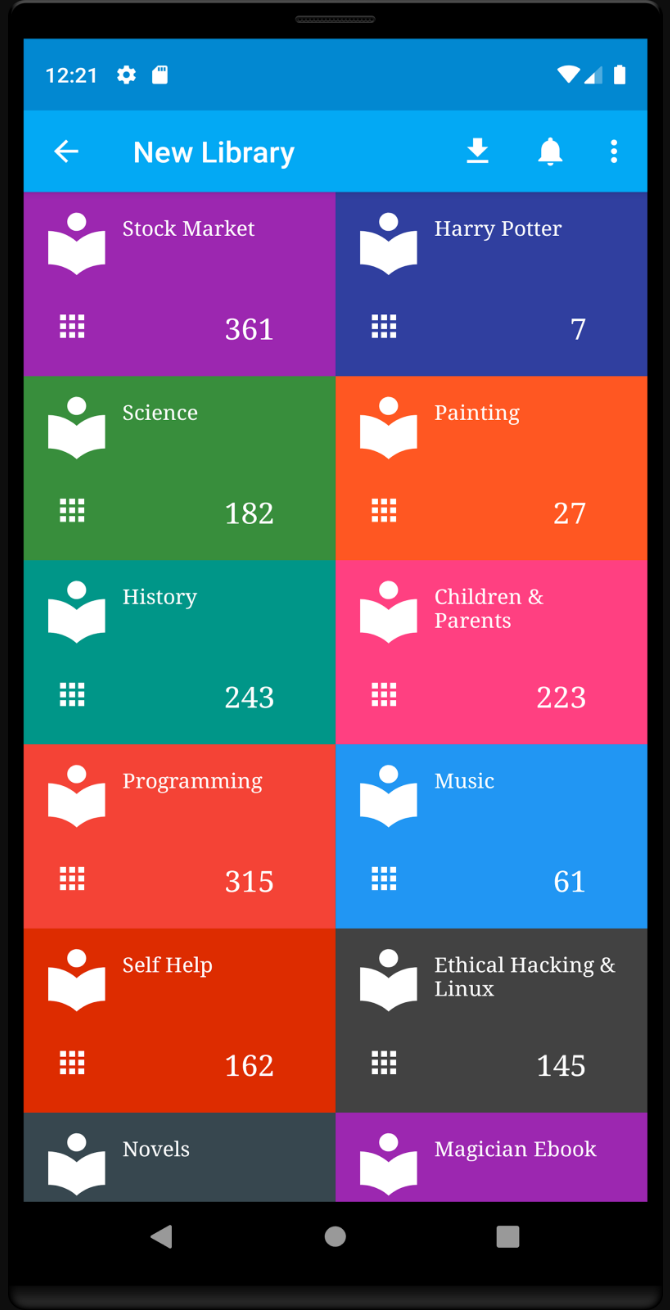 12:21
New Library
Stock Market
361
Harry Potter
7
Science
182
Painting
27
History
243
Children &
Parents
223
Programming
315
Music
61
Self Help
162
Ethical Hacking &
Linux
145
Novels
Magician Ebook